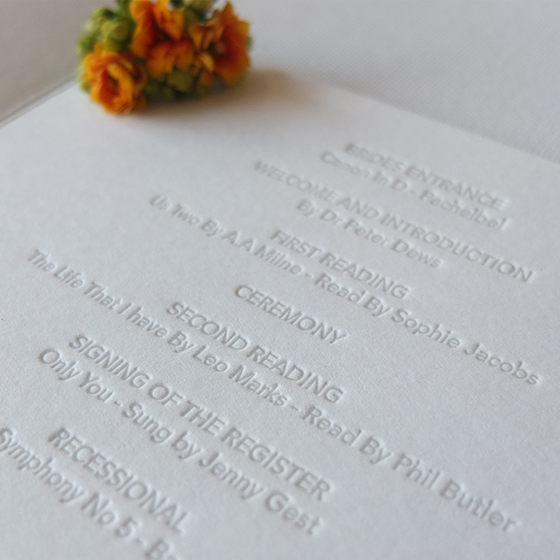 BRIDES ENTRANCE
Canon In D - Pachelbel
WELCOME AND INTRODUCTION
By Dr Peter Dews
FIRST READING
Us Two By A.A Milne - Read By Sophie Jacobs
CEREMONY
SECOND READING
The Life That I have By Leo Marks - Read By Phil Butler
SIGNING OF THE REGISTER
Only You - Sung by Jenny Gest
RECESSIONAL
Symphony No 5 -